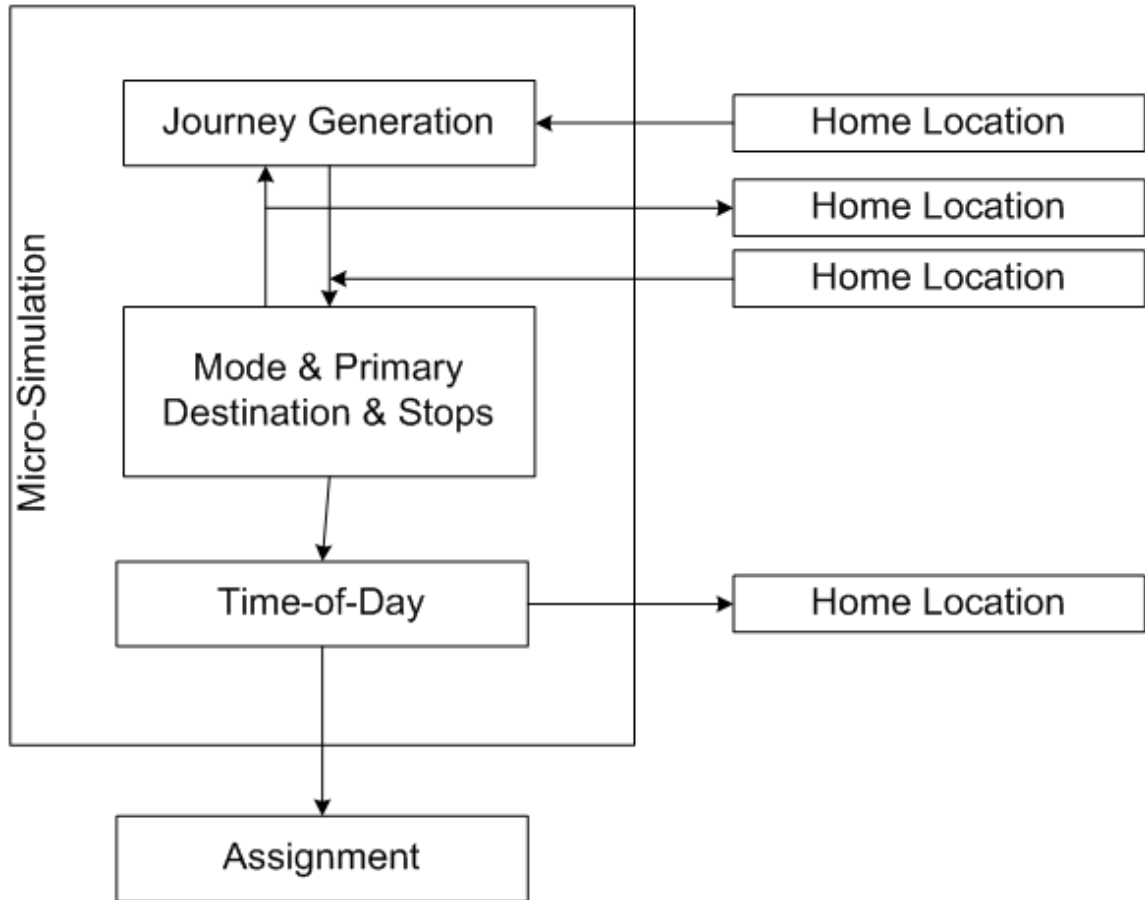 Micro-Simulation
Journey Generation
Home Location
Home Location
Home Location
Mode & Primary
Destination & Stops
Time-of-Day
Home Location
Assignment